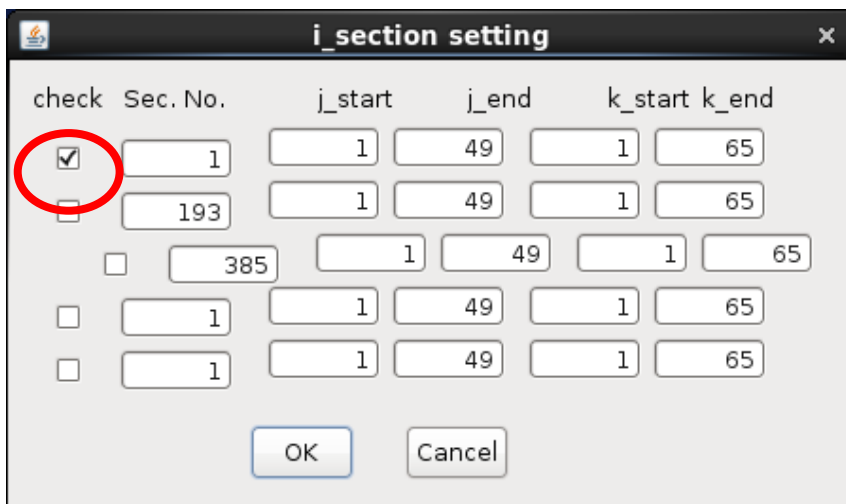 i_section setting
check Sec. No. j_start j_end k_start k_end
1 1 49 1 65
193 1 49 1 65
385 1 49 1 65
1 1 49 1 65
1 1 49 1 65
OK Cancel